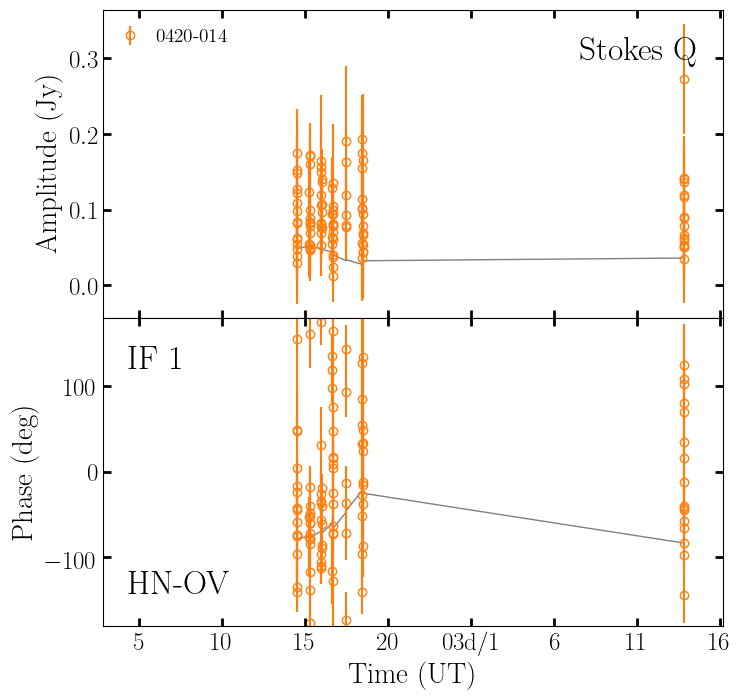 0420-014
Stokes Q
Amplitude (Jy)
0.3
0.2
0.1
0.0
IF 1
Phase (deg)
100
0
−100
HN-OV
5 10 15 20 03d/1 6 11 16
Time (UT)